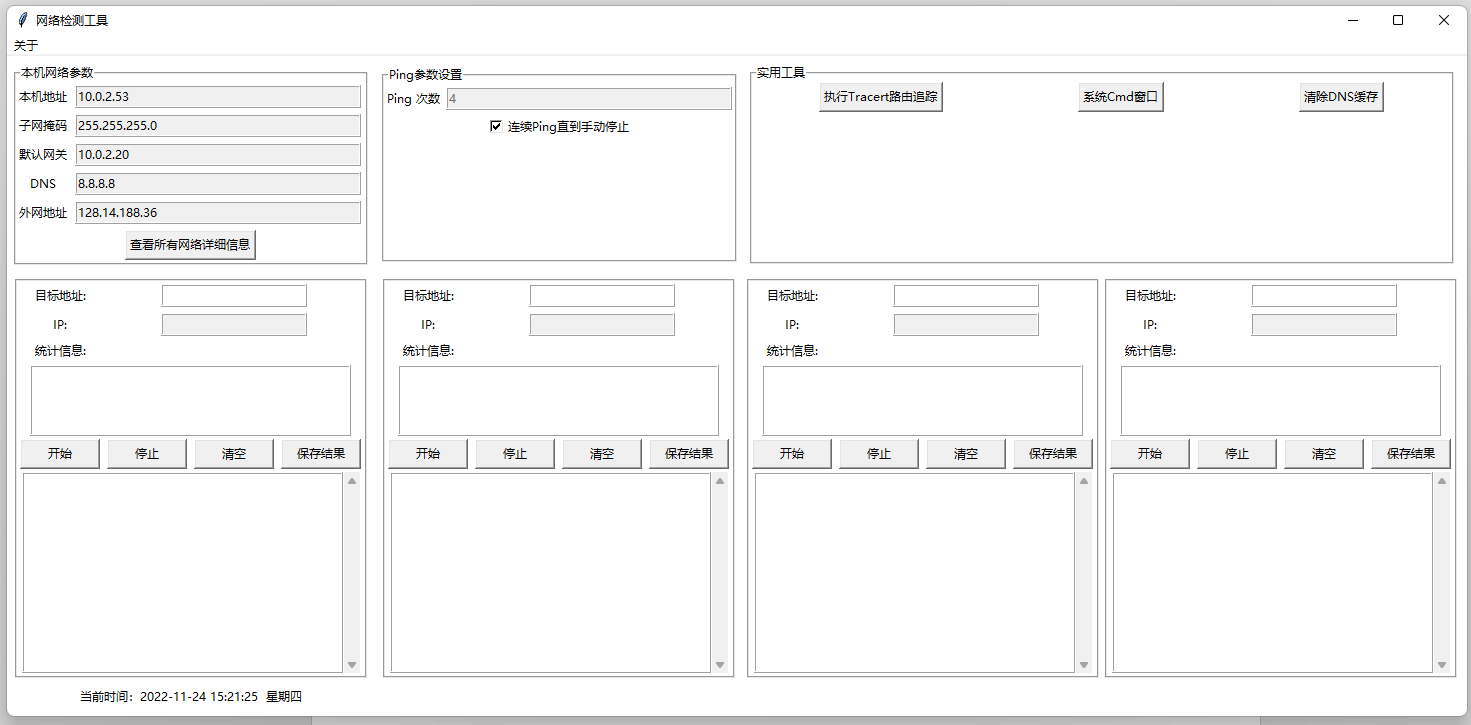 网络检测工具
关于
本机网络参数
本机地址 10.0.2.53
子网掩码 255.255.255.0
默认网关 10.0.2.20
DNS 8.8.8.8
外网地址 128.14.188.36
查看所有网络详细信息
Ping参数设置
Ping 次数 4
连续Ping直到手动停止
实用工具
执行Tracert路由追踪 系统Cmd窗口 清除DNS缓存
目标地址:
IP:
统计信息:
开始 停止 清空 保存结果
目标地址:
IP:
统计信息:
开始 停止 清空 保存结果
目标地址:
IP:
统计信息:
开始 停止 清空 保存结果
目标地址:
IP:
统计信息:
开始 停止 清空 保存结果
当前时间：2022-11-24 15:21:25 星期四